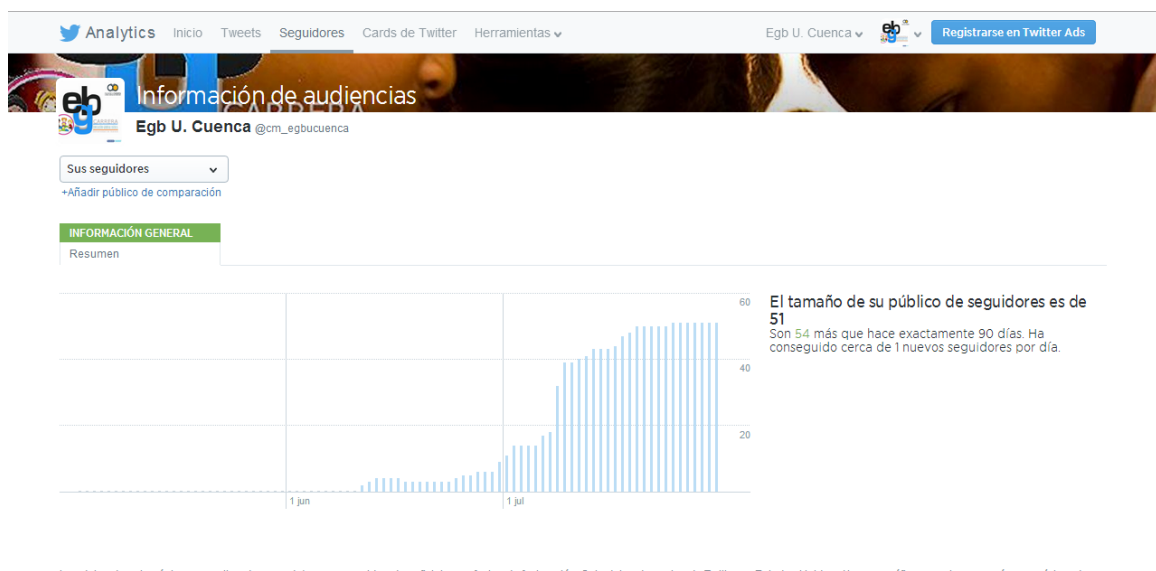 Analytics Inicio Tweets Seguidores Cards de Twitter Herramientas Egb U. Cuenca ebg Registrarse en Twitter Ads
ebg Información de audiencias
CARRERA
Egb U. Cuenca @cm_egbucuenca
Sus seguidores
+Añadir público de comparación
INFORMACIÓN GENERAL
Resumen
60
40
20
1 jun
1 jul
El tamaño de su público de seguidores es de
51
Son 54 más que hace exactamente 90 días. Ha
conseguido cerca de 1 nuevos seguidores por día.